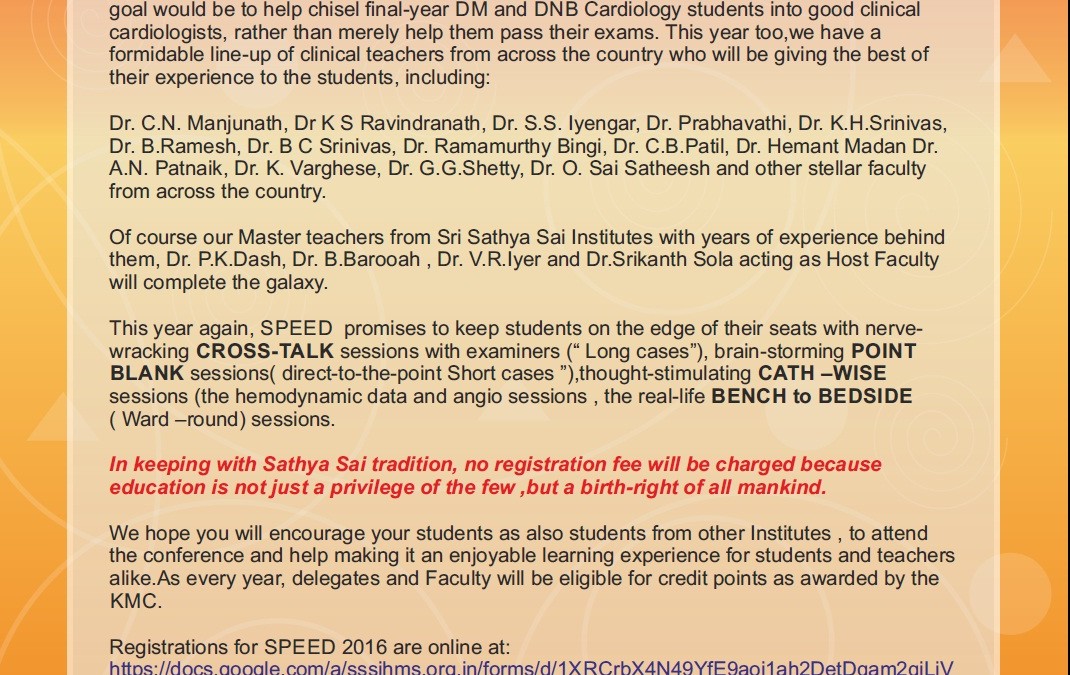 goal would be to help chisel final-year DM and DNB Cardiology students into good clinical
cardiologists, rather than merely help them pass their exams. This year too,we have a
formidable line-up of clinical teachers from across the country who will be giving the best of
their experience to the students, including:
Dr. C.N. Manjunath, Dr K S Ravindranath, Dr. S.S. Iyengar, Dr. Prabhavathi, Dr. K.H.Srinivas,
Dr. B.Ramesh, Dr. B C Srinivas, Dr. Ramamurthy Bingi, Dr. C.B.Patil, Dr. Hemant Madan Dr.
A.N. Patnaik, Dr. K. Varghese, Dr. G.G.Shetty, Dr. O. Sai Satheesh and other stellar faculty
from across the country.
Of course our Master teachers from Sri Sathya Sai Institutes with years of experience behind
them, Dr. P.K.Dash, Dr. B.Barooah , Dr. V.R.Iyer and Dr.Srikanth Sola acting as Host Faculty
will complete the galaxy.
This year again, SPEED  promises to keep students on the edge of their seats with nerve-
wracking CROSS-TALK sessions with examiners (“ Long cases”), brain-storming POINT
BLANK sessions( direct-to-the-point Short cases ”),thought-stimulating CATH –WISE
sessions (the hemodynamic data and angio sessions , the real-life BENCH to BEDSIDE
( Ward –round) sessions.
In keeping with Sathya Sai tradition, no registration fee will be charged because
education is not just a privilege of the few ,but a birth-right of all mankind.
We hope you will encourage your students as also students from other Institutes , to attend
the conference and help making it an enjoyable learning experience for students and teachers
alike.As every year, delegates and Faculty will be eligible for credit points as awarded by the
KMC.
Registrations for SPEED 2016 are online at: